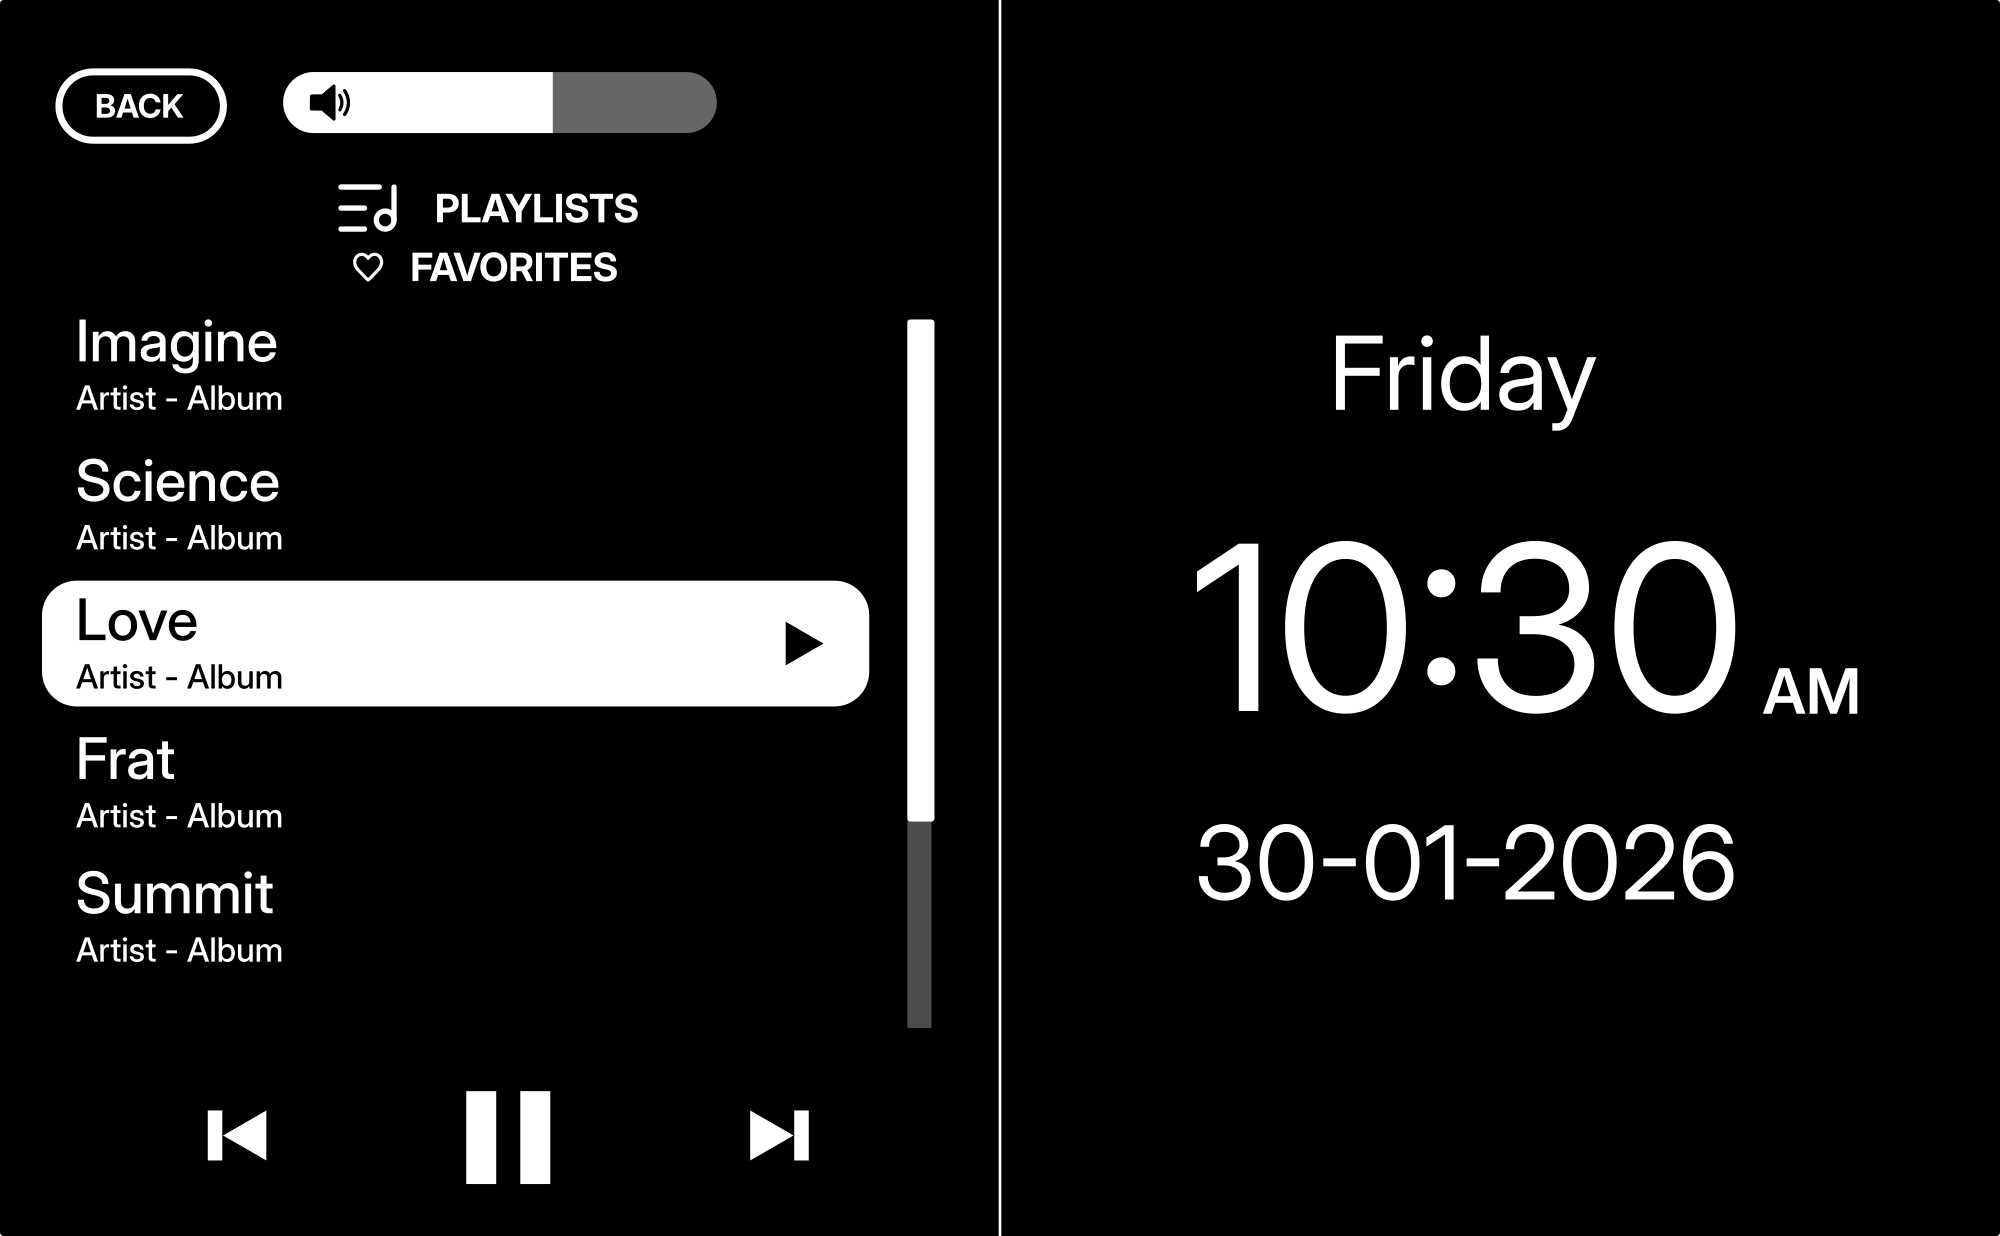 BACK
PLAYLISTS
FAVORITES
Imagine
Artist - Album
Science
Artist - Album
Love
Artist - Album
Frat
Artist - Album
Summit
Artist - Album
Friday
10:30 AM
30-01-2026